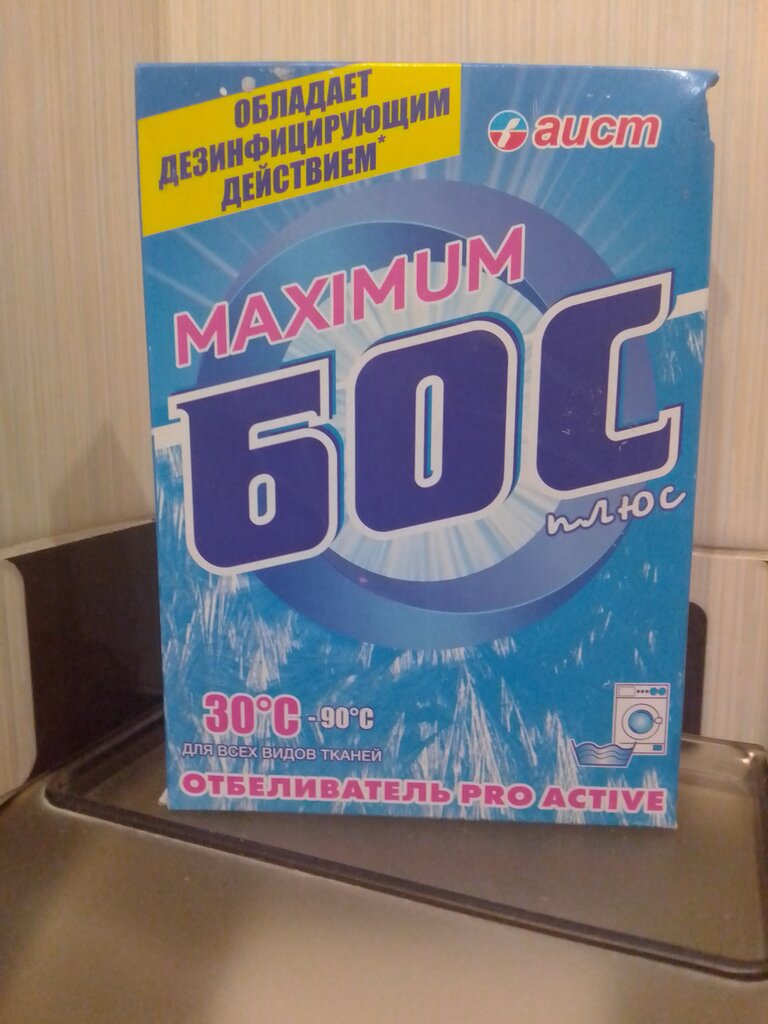 ОБЛАДАЕТ
ДЕЗИНФИЦИРУЮЩИМ
ДЕЙСТВИЕМ*
аист
MAXIMUM
БОС
плюс
30°C - 90°C
ДЛЯ ВСЕХ ВИДОВ ТКАНЕЙ
ОТБЕЛИВАТЕЛЬ PRO ACTIVE